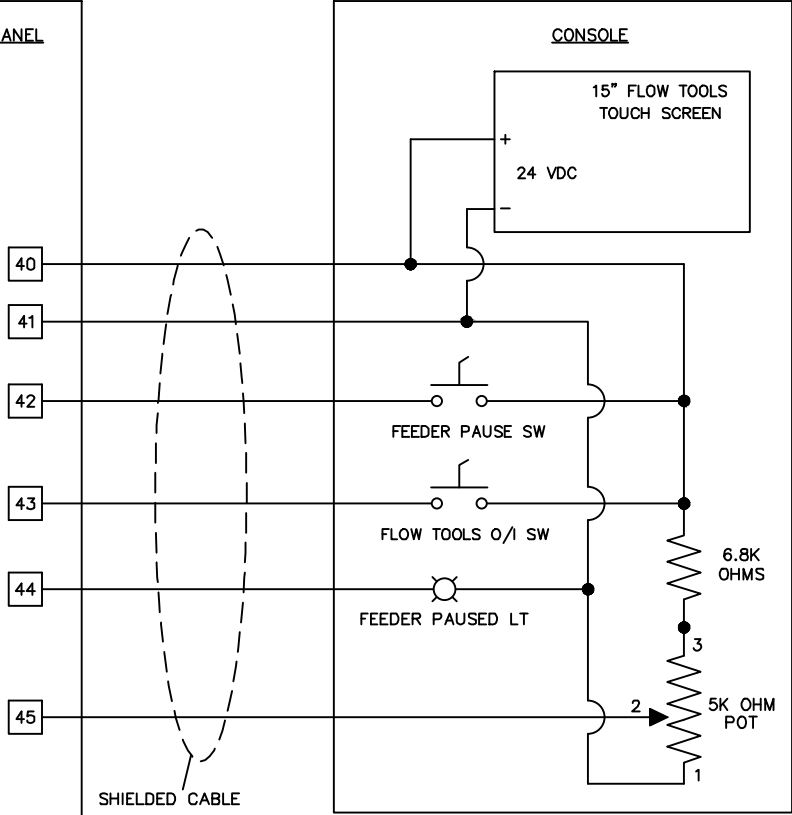 ANEL
CONSOLE
15" FLOW TOOLS
TOUCH SCREEN
+
24 VDC
−
40
41
42
FEEDER PAUSE SW
43
FLOW TOOLS O/I SW
6.8K
OHMS
44
FEEDER PAUSED LT
3
45
2
5K OHM
POT
1
SHIELDED CABLE